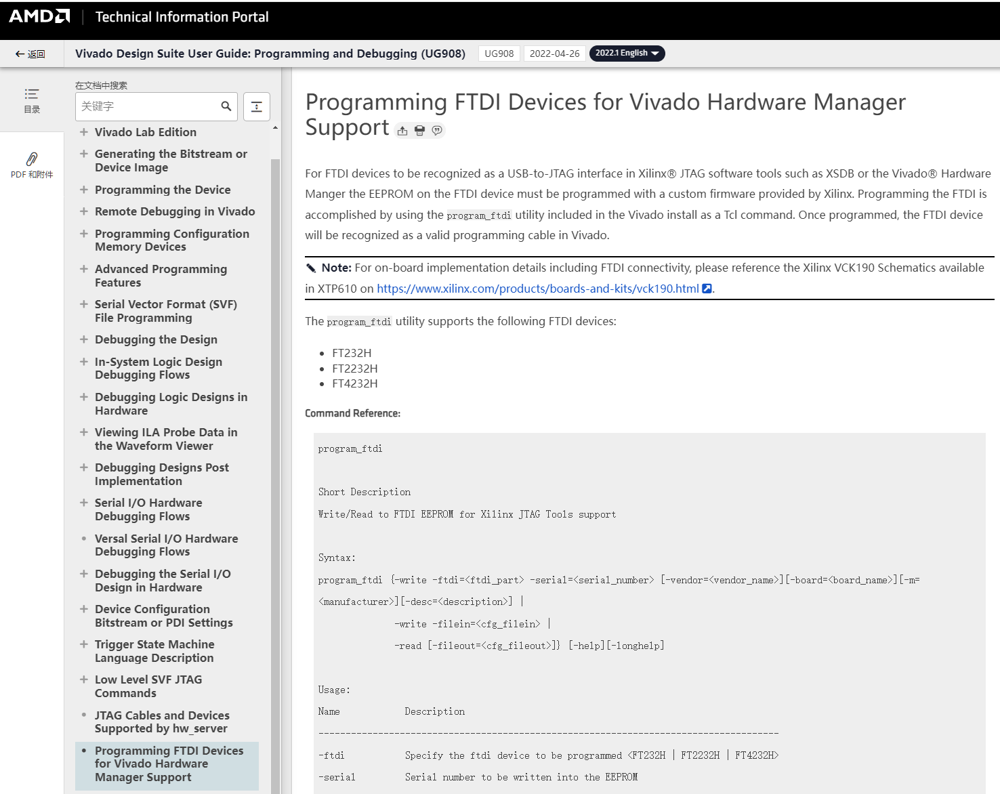 AMD
Technical Information Portal
返回
Vivado Design Suite User Guide: Programming and Debugging (UG908)
UG908
2022-04-26
2022.1 English
目录
PDF 和附件
在文档中搜索
关键字
Vivado Lab Edition
Generating the Bitstream or
Device Image
Programming the Device
Remote Debugging in Vivado
Programming Configuration
Memory Devices
Advanced Programming
Features
Serial Vector Format (SVF)
File Programming
Debugging the Design
In-System Logic Design
Debugging Flows
Debugging Logic Designs in
Hardware
Viewing ILA Probe Data in
the Waveform Viewer
Debugging Designs Post
Implementation
Serial I/O Hardware
Debugging Flows
Versal Serial I/O Hardware
Debugging Flows
Debugging the Serial I/O
Design in Hardware
Device Configuration
Bitstream or PDI Settings
Trigger State Machine
Language Description
Low Level SVF JTAG
Commands
JTAG Cables and Devices
Supported by hw_server
Programming FTDI Devices
for Vivado Hardware
Manager Support
Programming FTDI Devices for Vivado Hardware Manager
Support
For FTDI devices to be recognized as a USB-to-JTAG interface in Xilinx® JTAG software tools such as XSDB or the Vivado® Hardware
Manger the EEPROM on the FTDI device must be programmed with a custom firmware provided by Xilinx. Programming the FTDI is
accomplished by using the program_ftdi utility included in the Vivado install as a Tcl command. Once programmed, the FTDI device
will be recognized as a valid programming cable in Vivado.
Note: For on-board implementation details including FTDI connectivity, please reference the Xilinx VCK190 Schematics available
in XTP610 on https://www.xilinx.com/products/boards-and-kits/vck190.html.
The program_ftdi utility supports the following FTDI devices:
• FT232H
• FT2232H
• FT4232H
Command Reference:
program_ftdi
Short Description
Write/Read to FTDI EEPROM for Xilinx JTAG Tools support
Syntax:
program_ftdi {-write -ftdi=<ftdi_part> -serial=<serial_number> [-vendor=<vendor_name>][-board=<board_name>][-m=
<manufacturer>][-desc=<description>] |
-write -filein=<cfg_filein> |
-read [-fileout=<cfg_fileout>]} [-help][-longhelp]
Usage:
Name Description
-------------------------------------------------------------------------------------
-ftdi Specify the ftdi device to be programmed <FT232H | FT2232H | FT4232H>
-serial Serial number to be written into the EEPROM